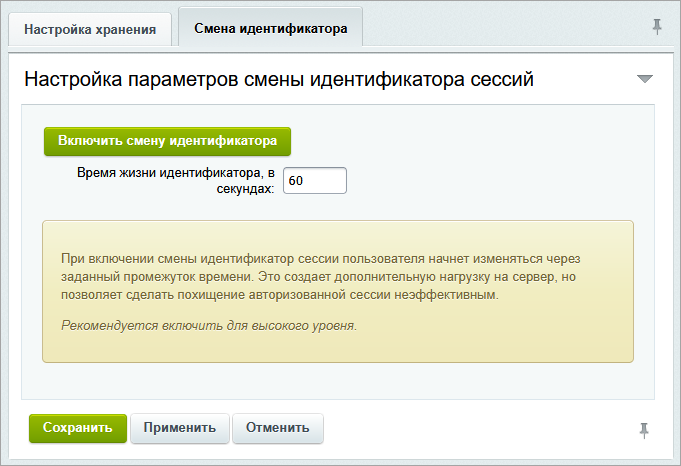 Настройка хранения
Смена идентификатора
Настройка параметров смены идентификатора сессий
Включить смену идентификатора
Время жизни идентификатора, в
секундах:
60
При включении смены идентификатор сессии пользователя начнет изменяться через
заданный промежуток времени. Это создает дополнительную нагрузку на сервер, но
позволяет сделать похищение авторизованной сессии неэффективным.
Рекомендуется включить для высокого уровня.
Сохранить
Применить
Отменить